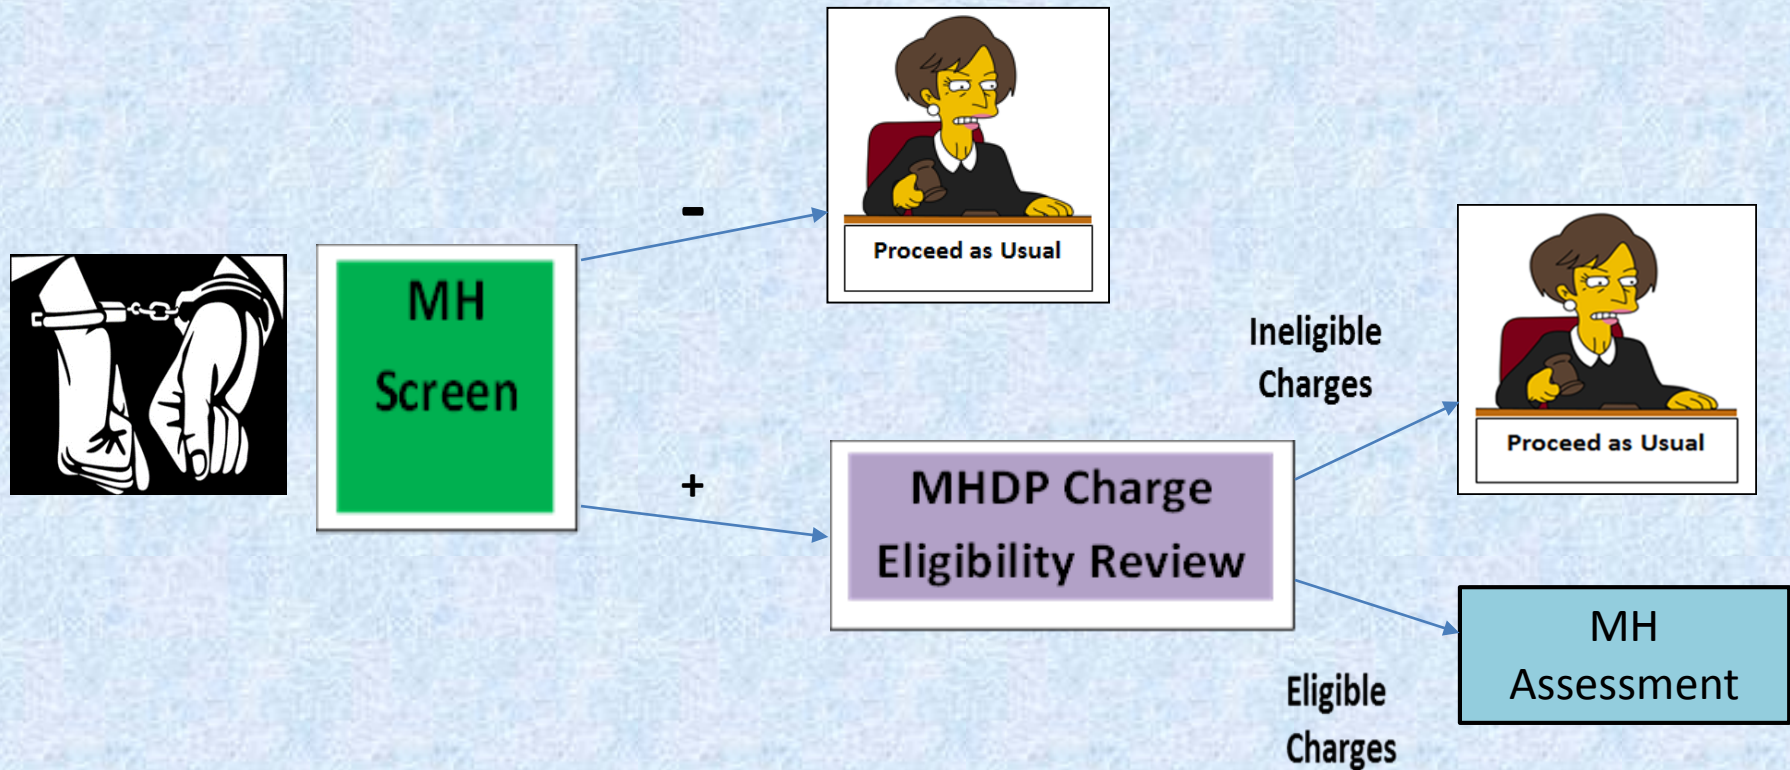 MH
Screen
-
Proceed as Usual
+
MHDP Charge
Eligibility Review
Ineligible
Charges
Proceed as Usual
Eligible
Charges
MH
Assessment